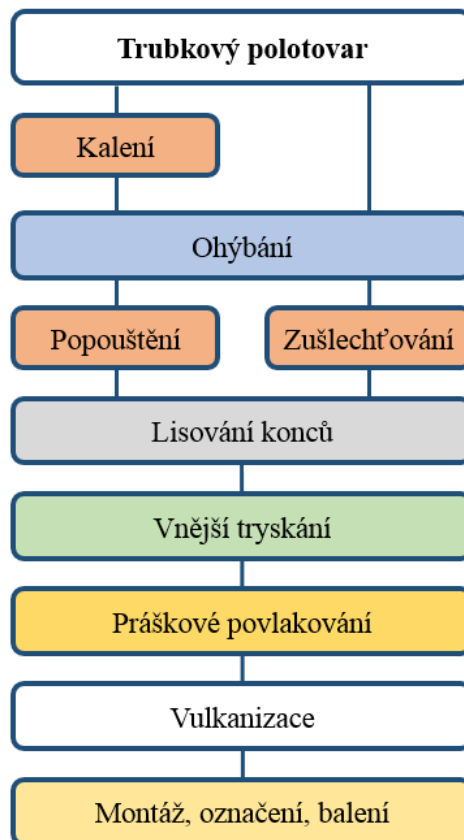 Trubkový polotovar
Kalení
Ohýbání
Popouštění
Zušlechťování
Lisování konců
Vnější tryskání
Práškové povlakování
Vulkanizace
Montáž, označení, balení